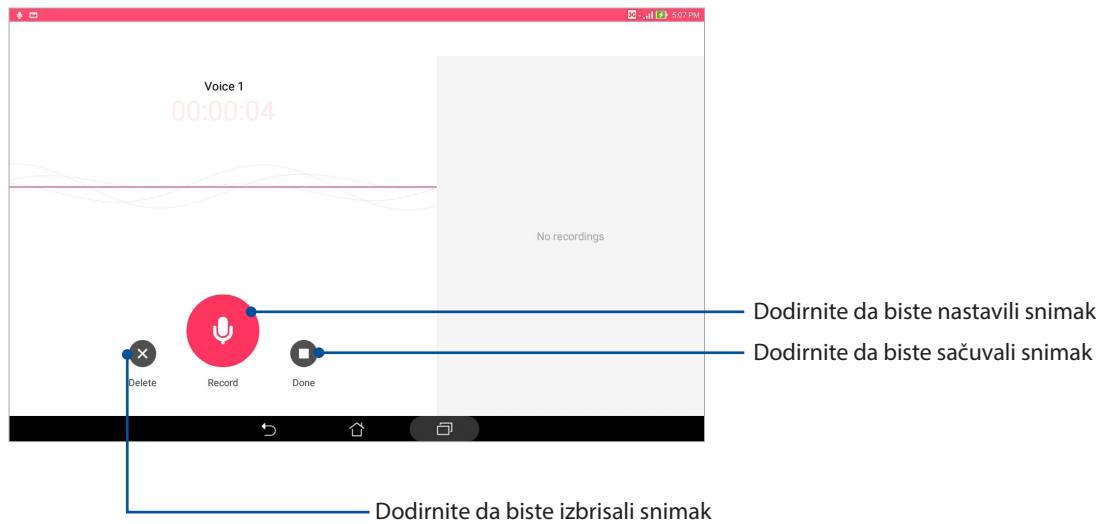 3G 5:07 PM
Voice 1
00:00:04
No recordings
Dodirnite da biste nastavili snimak
Dodirnite da biste sačuvali snimak
Delete
Record
Done
Dodirnite da biste izbrisali snimak